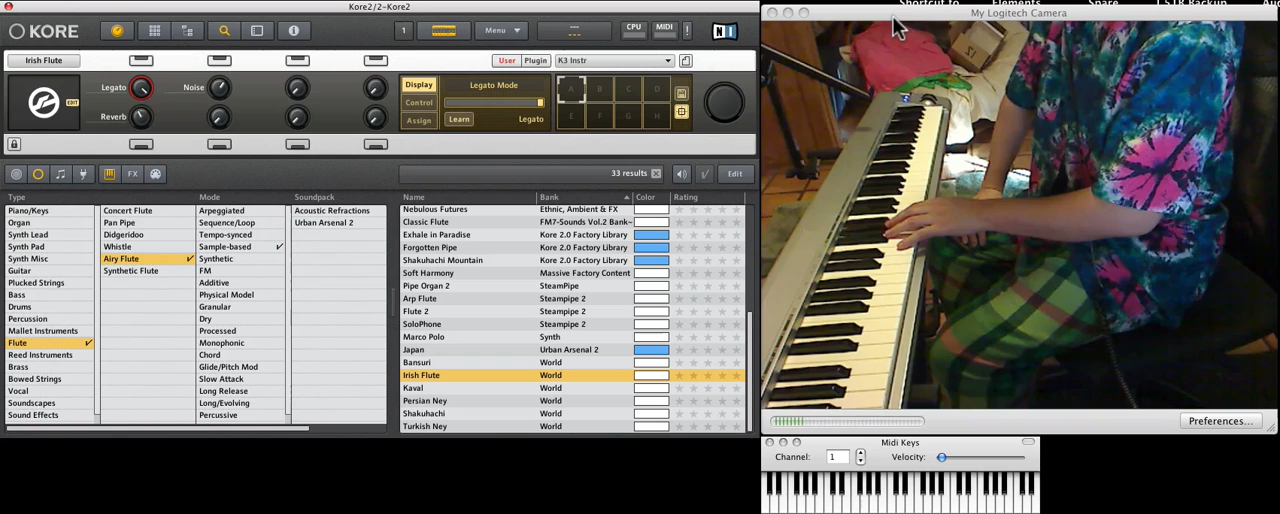 Kore2/2-Kore2
KORE
1
Menu
---
---
CPU
MIDI
!
NI
Irish Flute
User
Plugin
K3 Instr
Legato
Noise
Reverb
EDIT
Display
Control
Assign
Legato Mode
Learn
Legato
A B C D
E F G H
FX
33 results
Edit
Type
Piano/Keys
Organ
Synth Lead
Synth Pad
Synth Misc
Guitar
Plucked Strings
Bass
Drums
Percussion
Mallet Instruments
Flute
Reed Instruments
Brass
Bowed Strings
Vocal
Soundscapes
Sound Effects
Concert Flute
Pan Pipe
Didgeridoo
Whistle
Airy Flute
Synthetic Flute
Mode
Arpeggiated
Sequence/Loop
Tempo-synced
Sample-based
Synthetic
FM
Additive
Physical Model
Granular
Dry
Processed
Monophonic
Chord
Glide/Pitch Mod
Slow Attack
Long Release
Long/Evolving
Percussive
Soundpack
Acoustic Refractions
Urban Arsenal 2
Name Bank Color Rating
Nebulous Futures Ethnic, Ambient & FX
Classic Flute FM7-Sounds Vol.2 Bank-
Exhale in Paradise Kore 2.0 Factory Library
Forgotten Pipe Kore 2.0 Factory Library
Shakuhachi Mountain Kore 2.0 Factory Library
Soft Harmony Massive Factory Content
Pipe Organ 2 SteamPipe
Arp Flute Steampipe 2
Flute 2 Steampipe 2
SoloPhone Steampipe 2
Marco Polo Synth
Japan Urban Arsenal 2
Bansuri World
Irish Flute World
Kaval World
Persian Ney World
Shakuhachi World
Turkish Ney World
My Logitech Camera
Preferences...
Midi Keys
Channel: 1 Velocity: